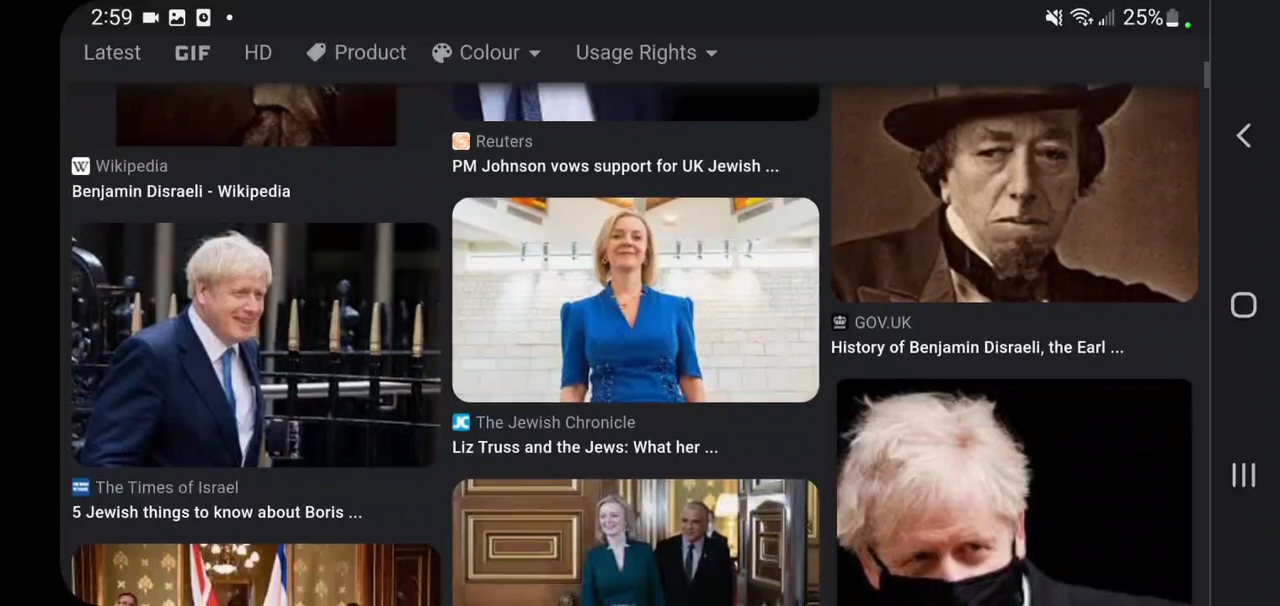 2:59
25%
Latest
GIF
HD
Product
Colour
Usage Rights
Wikipedia
Benjamin Disraeli - Wikipedia
The Times of Israel
5 Jewish things to know about Boris ...
Reuters
PM Johnson vows support for UK Jewish ...
The Jewish Chronicle
Liz Truss and the Jews: What her ...
GOV.UK
History of Benjamin Disraeli, the Earl ...